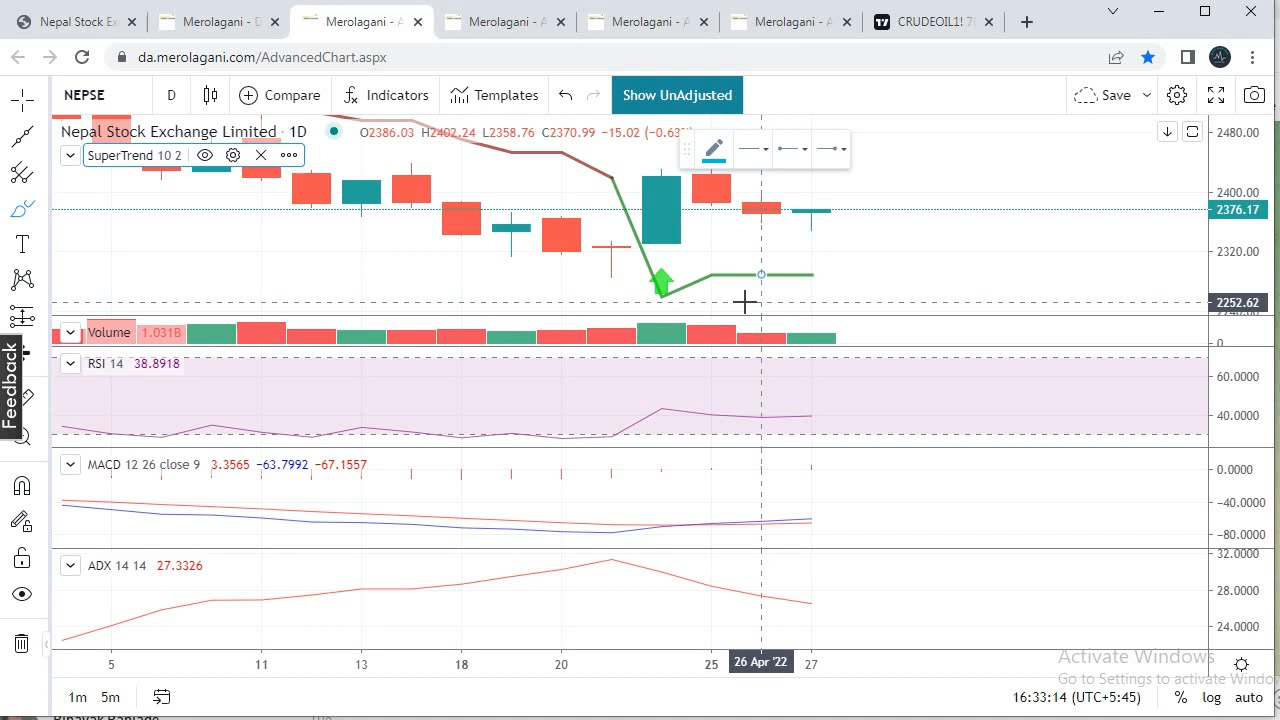 Nepal Stock Ex
Merolagani - D
Merolagani - A
Merolagani - A
Merolagani - A
Merolagani - A
CRUDEOIL1!
da.merolagani.com/AdvancedChart.aspx
NEPSE D Compare Indicators Templates Show UnAdjusted Save
Nepal Stock Exchange Limited · 1D O2386.03 H2402.24 L2358.76 C2370.99 −15.02 (−0.63%)
SuperTrend 10 2
2480.00
2400.00
2376.17
2320.00
2252.62
2240.00
Volume 1.031B
0
RSI 14 38.8918
60.0000
40.0000
MACD 12 26 close 9 3.3565 −63.7992 −67.1557
0.0000
−40.0000
−80.0000
ADX 14 14 27.3326
32.0000
28.0000
24.0000
Feedback
5 11 13 18 20 25 26 Apr '22 27
Activate Windows
Go to Settings to activate Windo
1m 5m 16:33:14 (UTC+5:45) % log auto